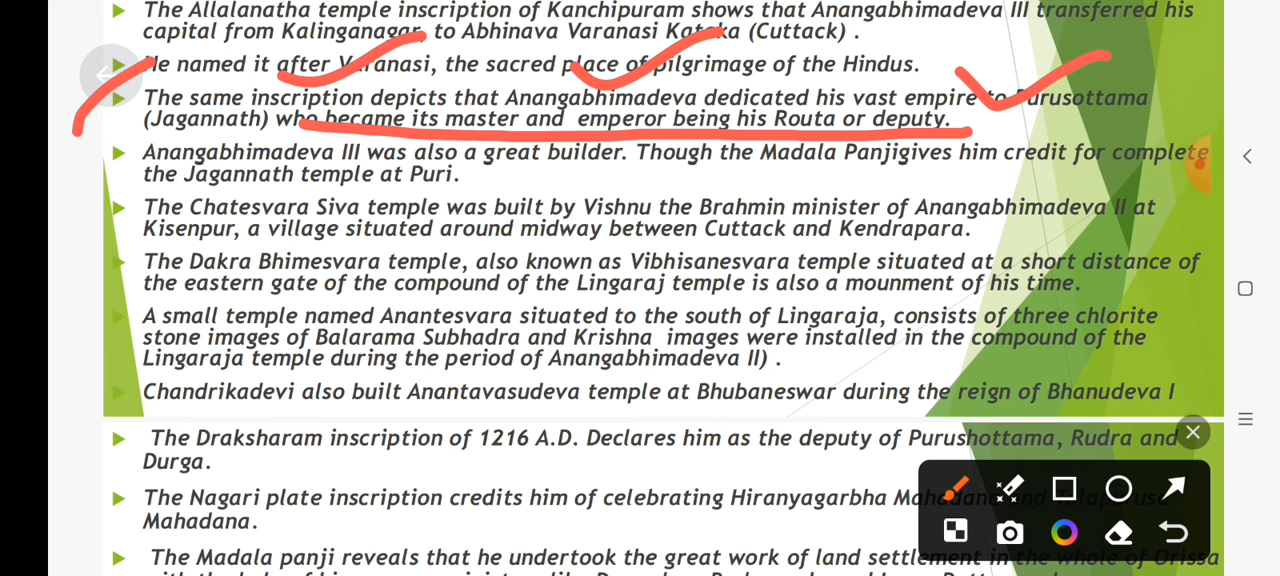 The Allalanatha temple inscription of Kanchipuram shows that Anangabhimadeva III transferred his
capital from Kalinganagar, to Abhinava Varanasi Kataka (Cuttack) .
He named it after Varanasi, the sacred place of pilgrimage of the Hindus.
The same inscription depicts that Anangabhimadeva dedicated his vast empire to Purusottama
(Jagannath) who became its master and emperor being his Routa or deputy.
Anangabhimadeva III was also a great builder. Though the Madala Panjigives him credit for complete
the Jagannath temple at Puri.
The Chatesvara Siva temple was built by Vishnu the Brahmin minister of Anangabhimadeva II at
Kisenpur, a village situated around midway between Cuttack and Kendrapara.
The Dakra Bhimesvara temple, also known as Vibhisanesvara temple situated at a short distance of
the eastern gate of the compound of the Lingaraj temple is also a mounment of his time.
A small temple named Anantesvara situated to the south of Lingaraja, consists of three chlorite
stone images of Balarama Subhadra and Krishna images were installed in the compound of the
Lingaraja temple during the period of Anangabhimadeva II) .
Chandrikadevi also built Anantavasudeva temple at Bhubaneswar during the reign of Bhanudeva I
The Draksharam inscription of 1216 A.D. Declares him as the deputy of Purushottama, Rudra and
Durga.
The Nagari plate inscription credits him of celebrating Hiranyagarbha Mahadana and
Mahadana.
The Madala panji reveals that he undertook the great work of land settlement in the whole of Orissa